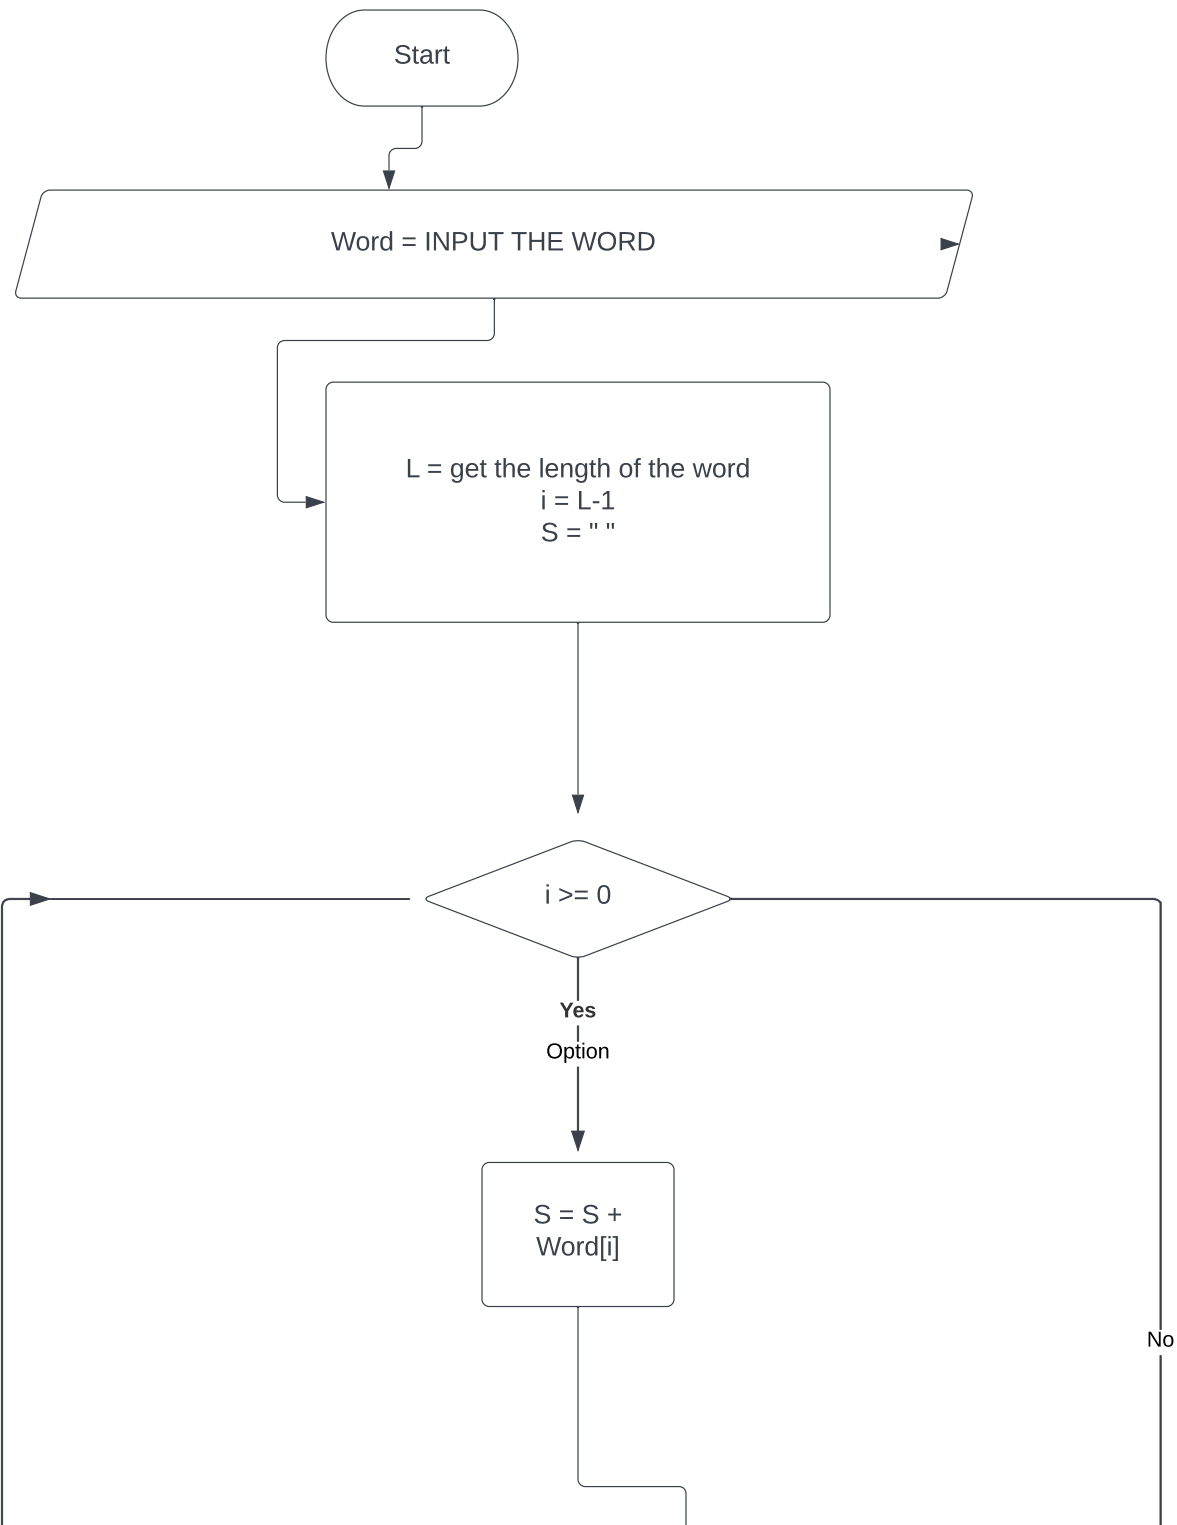 Start
Word = INPUT THE WORD
L = get the length of the word
i = L-1
S = " "
i >= 0
Yes
Option
S = S +
Word[i]
No